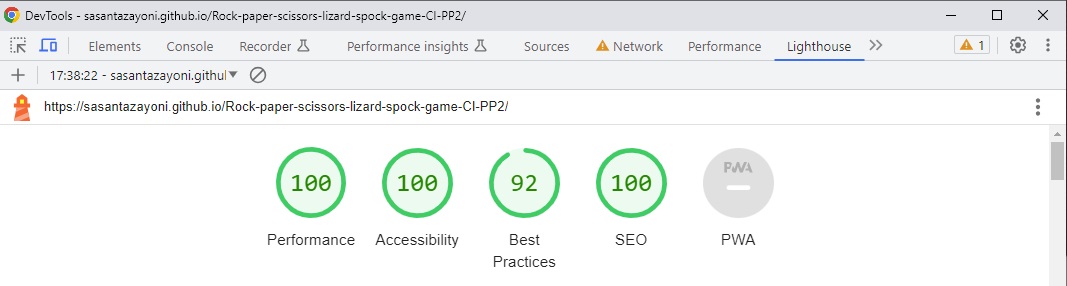 DevTools - sasantazayoni.github.io/Rock-paper-scissors-lizard-spock-game-CI-PP2/
Elements Console Recorder Performance insights Sources Network Performance Lighthouse 1
17:38:22 - sasantazayoni.githul
https://sasantazayoni.github.io/Rock-paper-scissors-lizard-spock-game-CI-PP2/
100 100 92 100 PWA
Performance Accessibility Best Practices SEO PWA